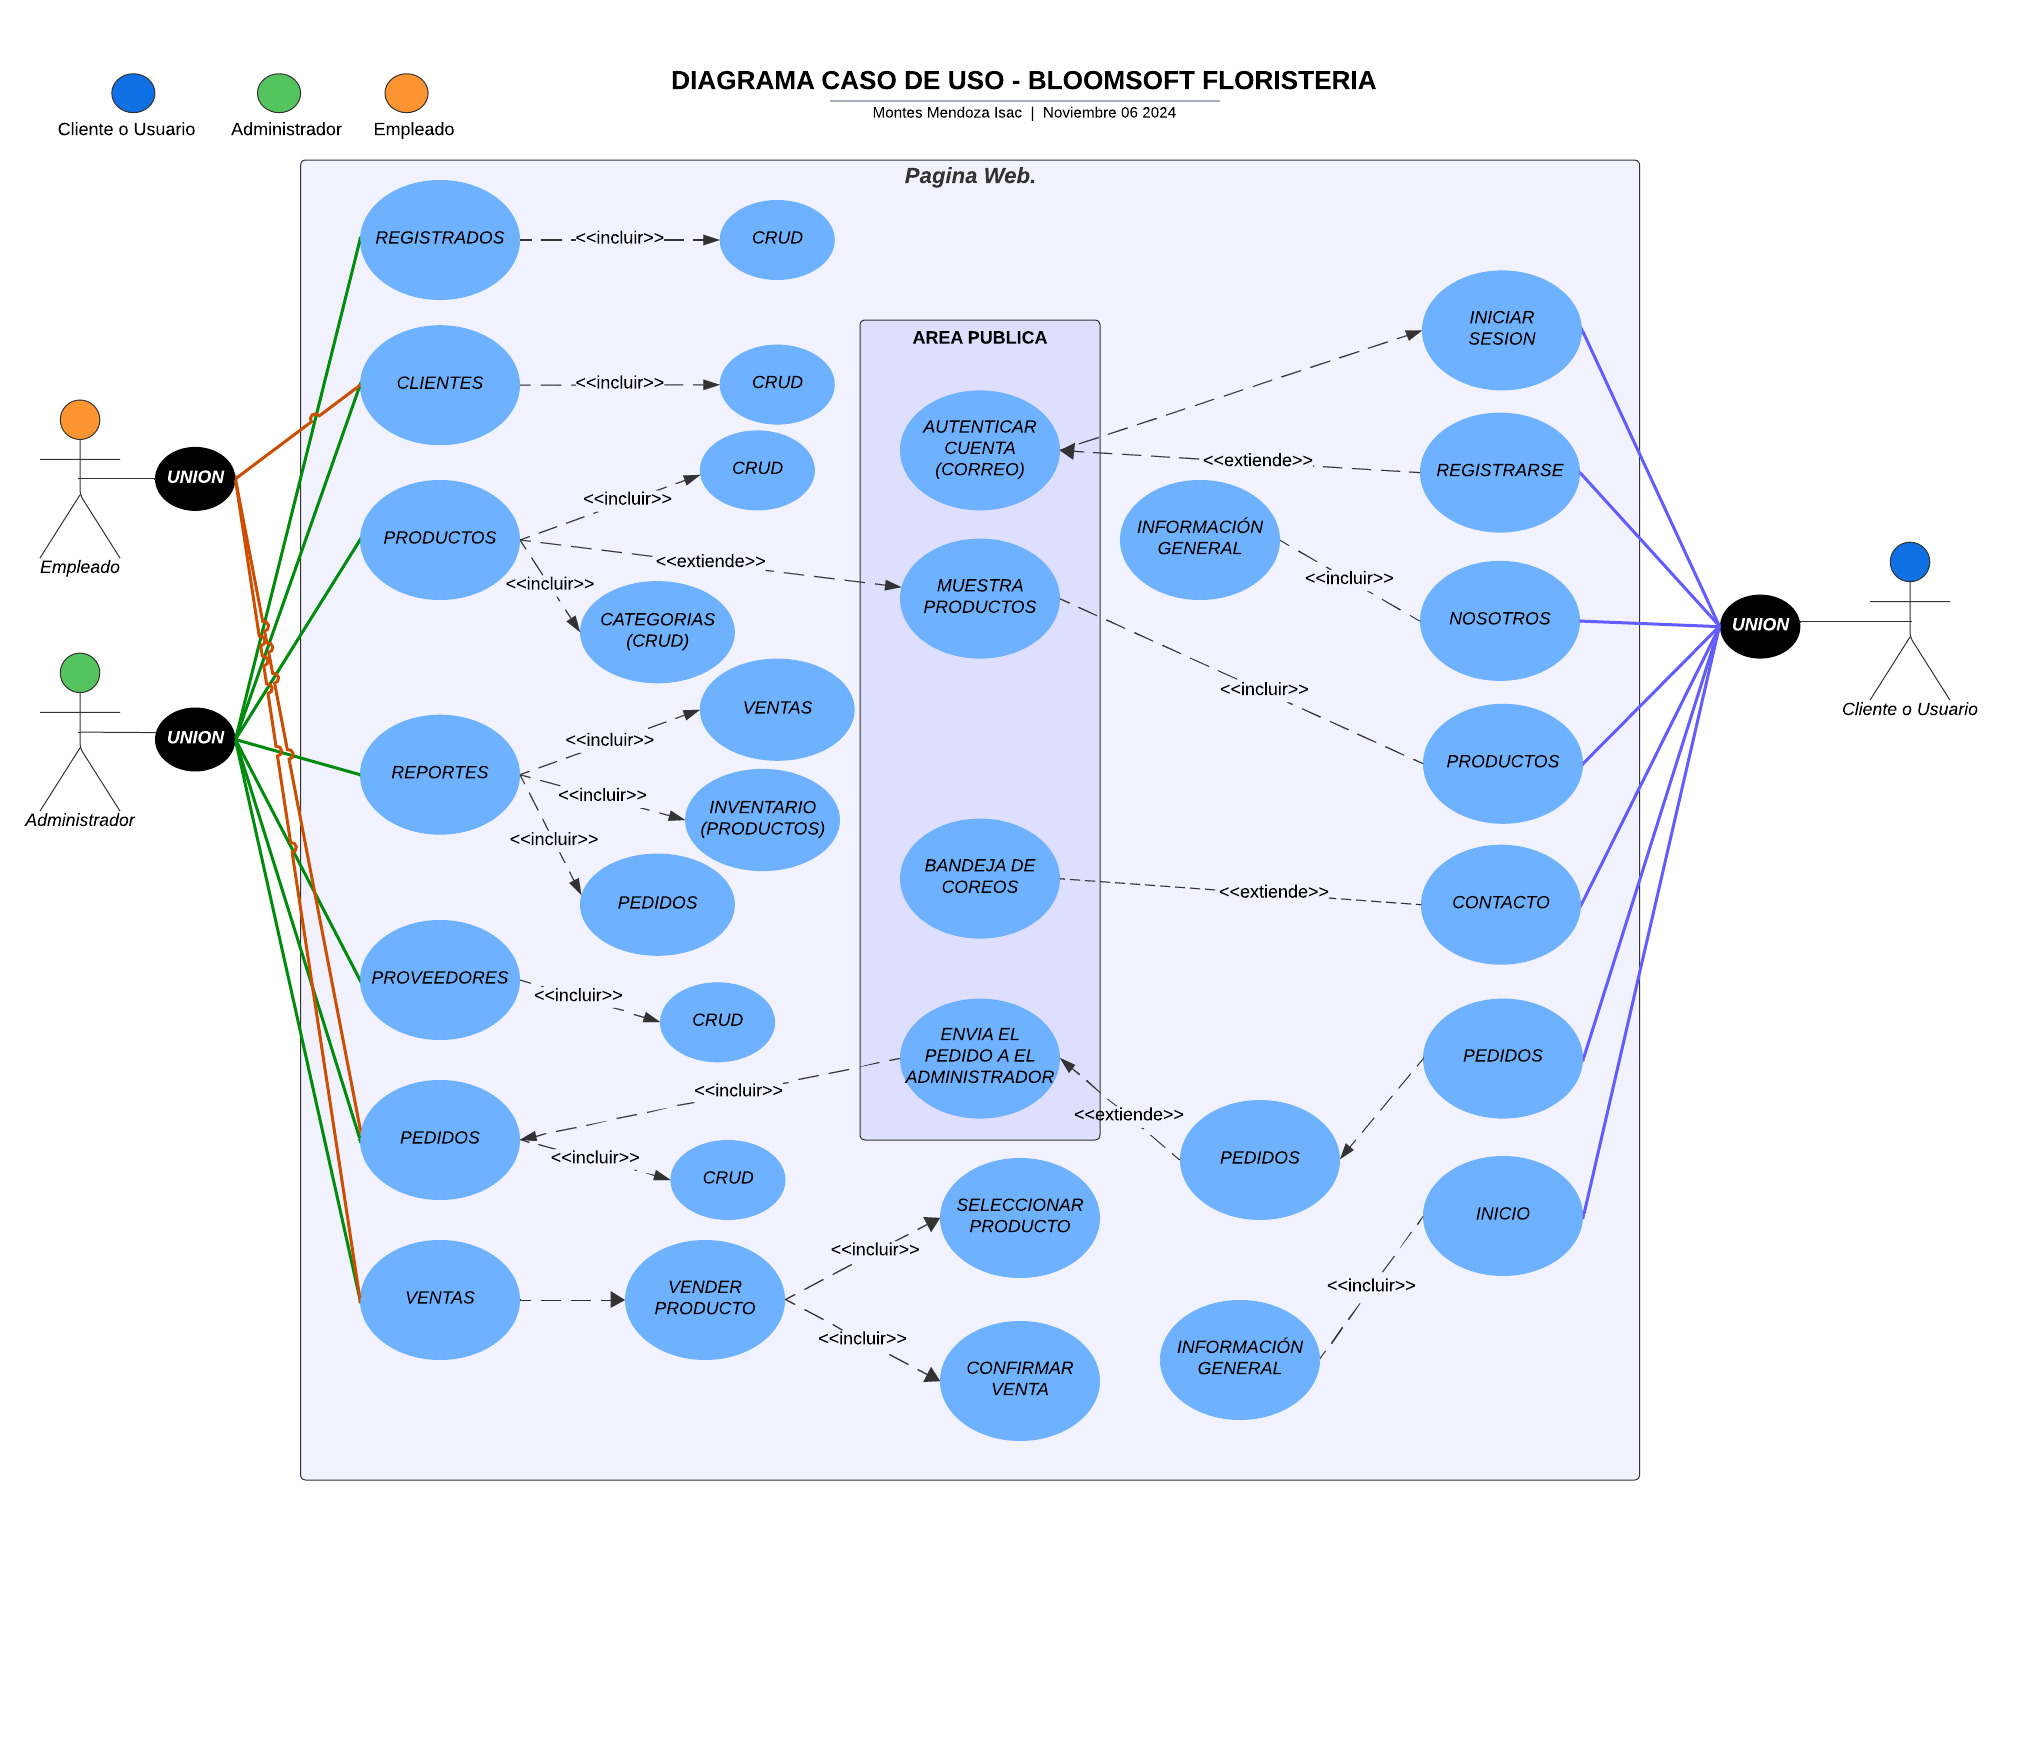 DIAGRAMA CASO DE USO - BLOOMSOFT FLORISTERIA
Montes Mendoza Isac | Noviembre 06 2024
Cliente o Usuario
Administrador
Empleado
Pagina Web.
REGISTRADOS
<<incluir>>
CRUD
CLIENTES
<<incluir>>
CRUD
PRODUCTOS
<<incluir>>
CRUD
<<extiende>>
<<incluir>>
CATEGORIAS
(CRUD)
REPORTES
<<incluir>>
VENTAS
<<incluir>>
INVENTARIO
(PRODUCTOS)
<<incluir>>
PEDIDOS
PROVEEDORES
<<incluir>>
CRUD
PEDIDOS
<<incluir>>
<<incluir>>
CRUD
VENTAS
VENDER
PRODUCTO
<<incluir>>
SELECCIONAR
PRODUCTO
<<incluir>>
CONFIRMAR
VENTA
Empleado
UNION
Administrador
UNION
AREA PUBLICA
AUTENTICAR
CUENTA
(CORREO)
MUESTRA
PRODUCTOS
BANDEJA DE
COREOS
ENVIA EL
PEDIDO A EL
ADMINISTRADOR
INICIAR
SESION
<<extiende>>
REGISTRARSE
INFORMACIÓN
GENERAL
<<incluir>>
NOSOTROS
<<incluir>>
PRODUCTOS
<<extiende>>
CONTACTO
PEDIDOS
<<extiende>>
PEDIDOS
INICIO
<<incluir>>
INFORMACIÓN
GENERAL
UNION
Cliente o Usuario